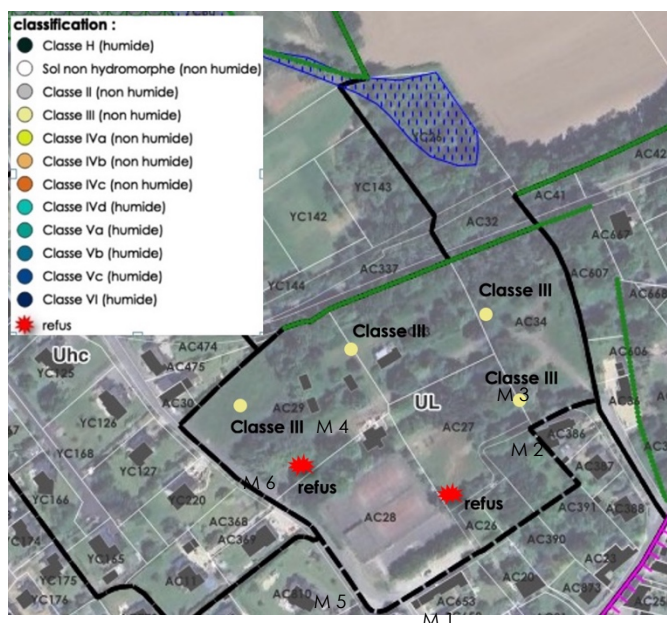 classification :
Classe H (humide)
Sol non hydromorphe (non humide)
Classe II (non humide)
Classe III (non humide)
Classe IVa (non humide)
Classe IVb (non humide)
Classe IVc (non humide)
Classe IVd (humide)
Classe Va (humide)
Classe Vb (humide)
Classe Vc (humide)
Classe VI (humide)
refus
YC26
AC42
YC143
AC41
YC142
AC32
AC667
AC337
AC607
YC144
AC668
Classe III
Classe III
AC34
AC474
Uhc
AC475
AC606
YC125
Classe III
UL
M 3
AC30
AC29
AC36
YC126
Classe III
M 4
AC27
AC386
YC168
M 2
YC127
AC387
refus
M 6
YC166
YC220
refus
AC391
AC388
AC368
AC28
AC26
AC369
AC390
YC165
AC23
YC175
AC11
AC20
YC176
AC810
M 5
AC653
AC873
M 1